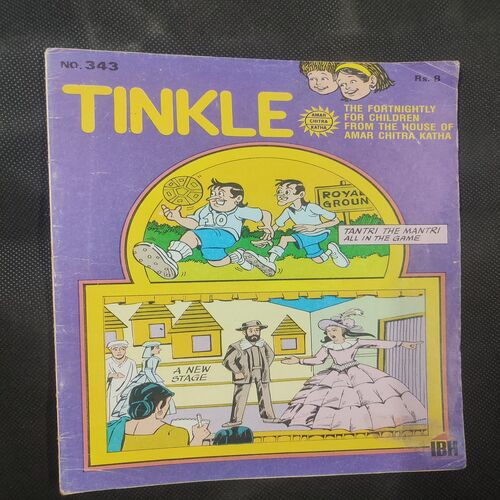 NO. 343
Rs. 8
TINKLE
AMAR
CHITRA
KATHA
THE FORTNIGHTLY
FOR CHILDREN
FROM THE HOUSE OF
AMAR CHITRA KATHA
ROYAL
GROUN
TANTRI THE MANTRI
ALL IN THE GAME
A NEW
STAGE
IBH